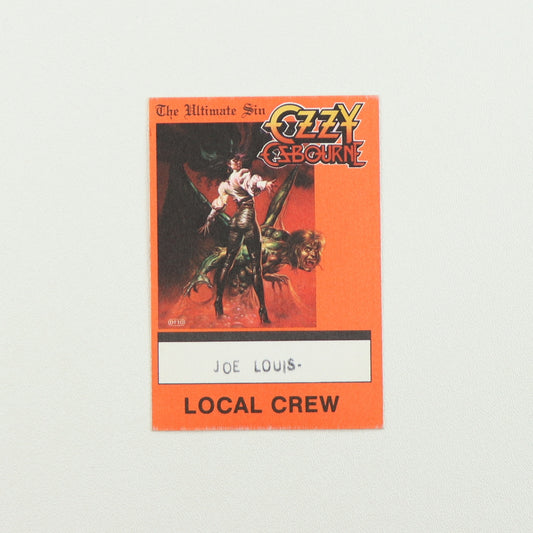 The Ultimate Sin
OZZY
OSBOURNE
JOE LOUIS-
LOCAL CREW